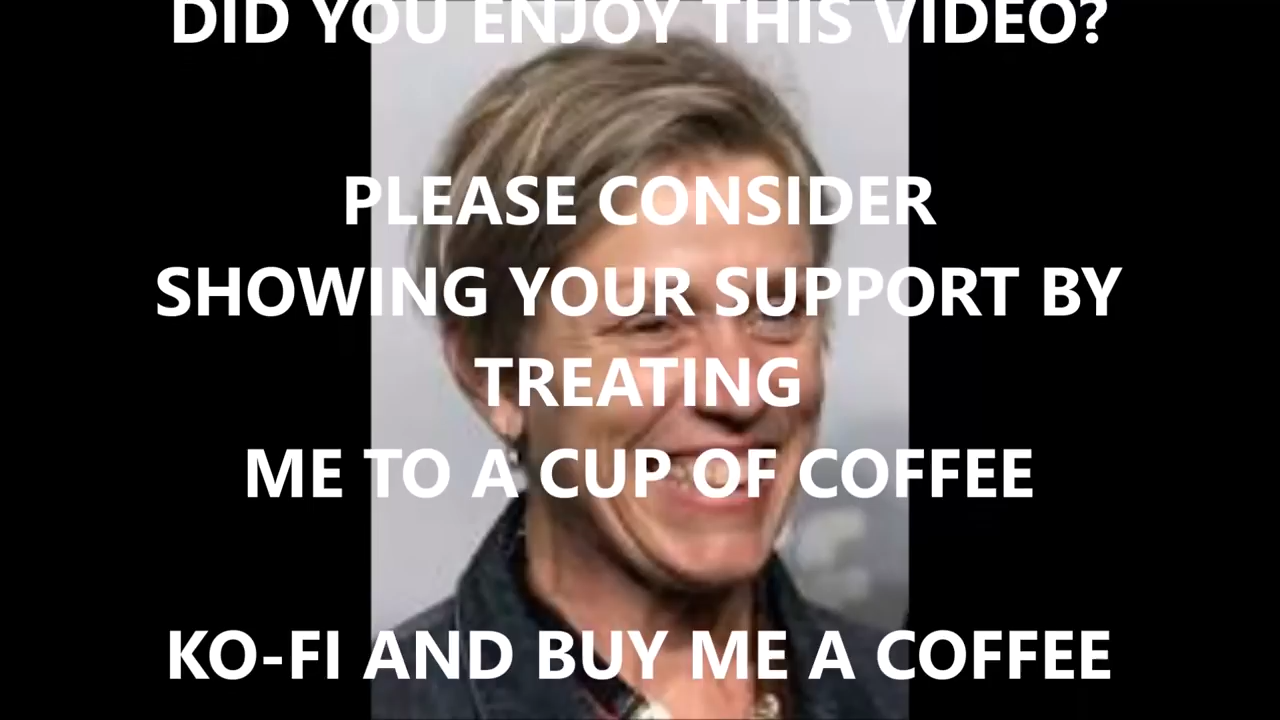 DID YOU ENJOY THIS VIDEO?
PLEASE CONSIDER
SHOWING YOUR SUPPORT BY
TREATING
ME TO A CUP OF COFFEE
KO-FI AND BUY ME A COFFEE